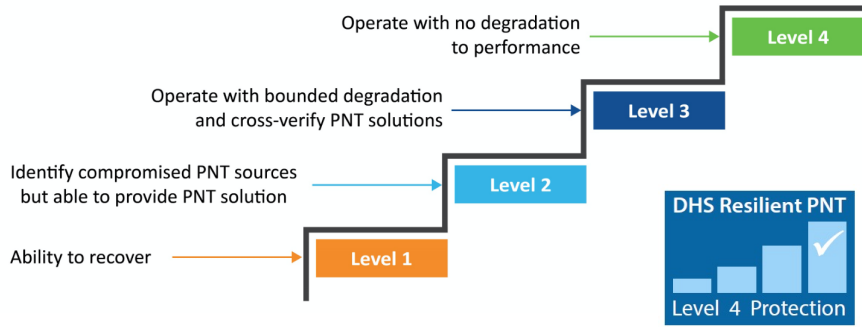 Operate with no degradation
to performance
Level 4
Operate with bounded degradation
and cross-verify PNT solutions
Level 3
Identify compromised PNT sources
but able to provide PNT solution
Level 2
Ability to recover
Level 1
DHS Resilient PNT
Level 4 Protection